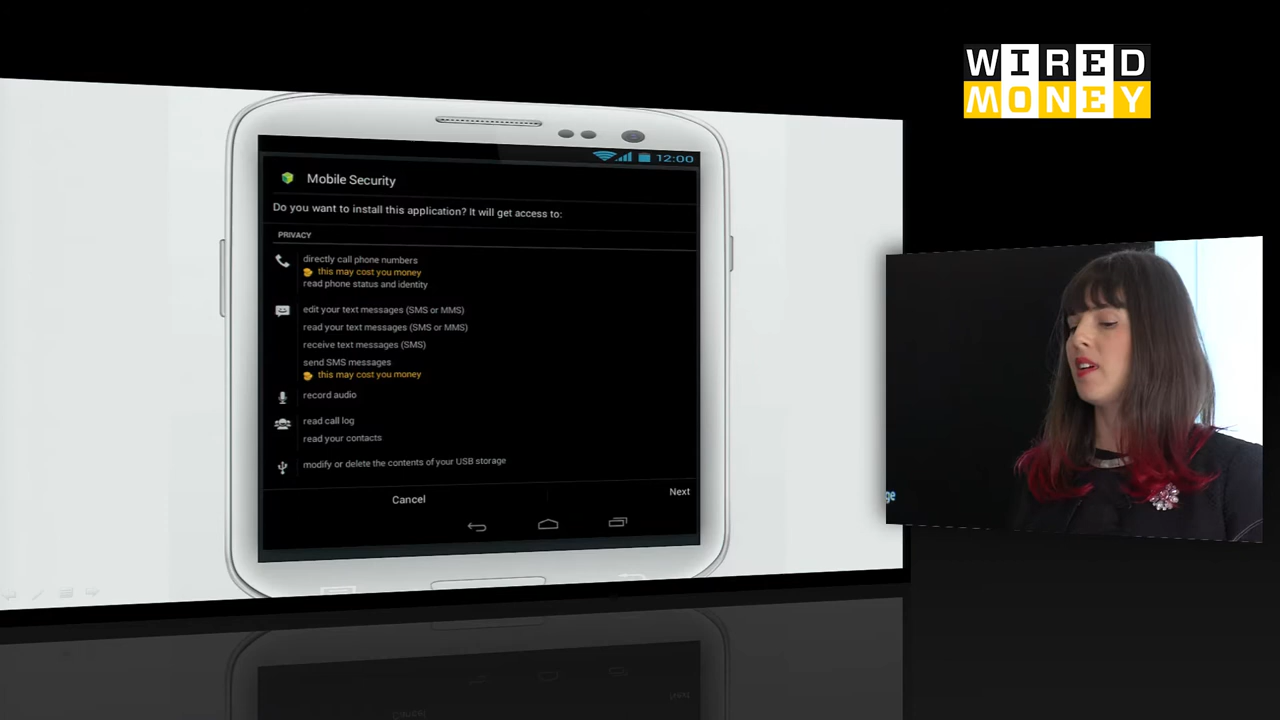 WIRED
MONEY
12:00
Mobile Security
Do you want to install this application? It will get access to:
PRIVACY
directly call phone numbers
this may cost you money
read phone status and identity
edit your text messages (SMS or MMS)
read your text messages (SMS or MMS)
receive text messages (SMS)
send SMS messages
this may cost you money
record audio
read call log
read your contacts
modify or delete the contents of your USB storage
Cancel
Next
ge